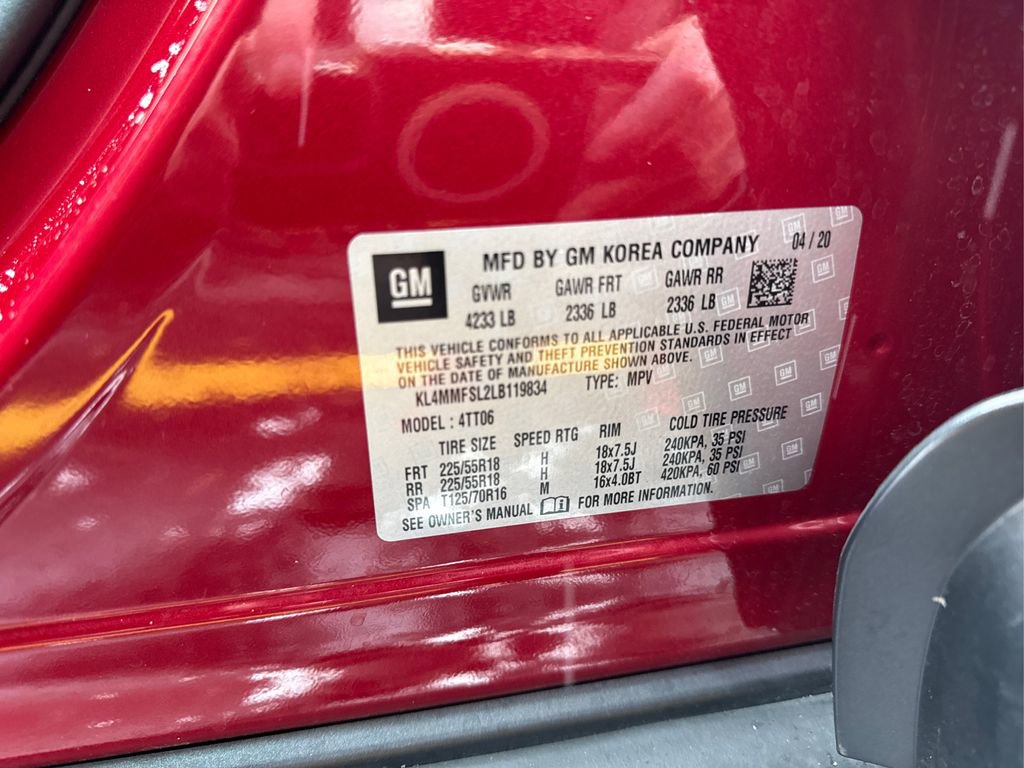 GM MFD BY GM KOREA COMPANY 04 / 20
GVWR GAWR FRT GAWR RR
4233 LB 2336 LB 2336 LB
THIS VEHICLE CONFORMS TO ALL APPLICABLE U.S. FEDERAL MOTOR
VEHICLE SAFETY AND THEFT PREVENTION STANDARDS IN EFFECT
ON THE DATE OF MANUFACTURE SHOWN ABOVE.
KL4MMFSL2LB119834 TYPE: MPV
MODEL : 4TT06
TIRE SIZE SPEED RTG RIM COLD TIRE PRESSURE
FRT 225/55R18 H 18x7.5J 240KPA, 35 PSI
RR 225/55R18 H 18x7.5J 240KPA, 35 PSI
SPA T125/70R16 M 16x4.0BT 420KPA, 60 PSI
SEE OWNER'S MANUAL FOR MORE INFORMATION.